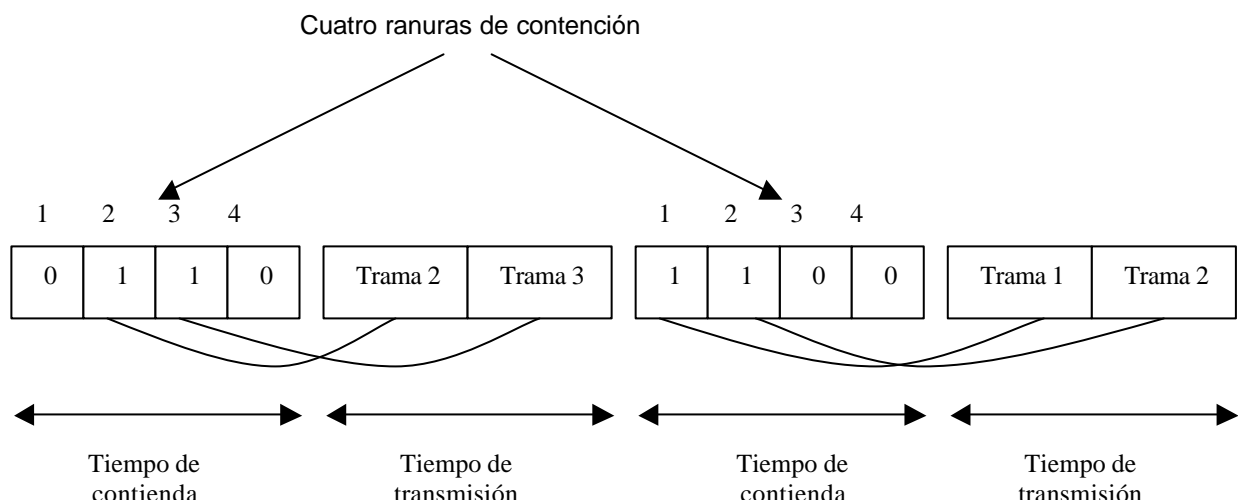 Cuatro ranuras de contención
1 2 3 4 1 2 3 4
0 1 1 0 Trama 2 Trama 3 1 1 0 0 Trama 1 Trama 2
Tiempo de Tiempo de Tiempo de Tiempo de
contienda transmisión contienda transmisión